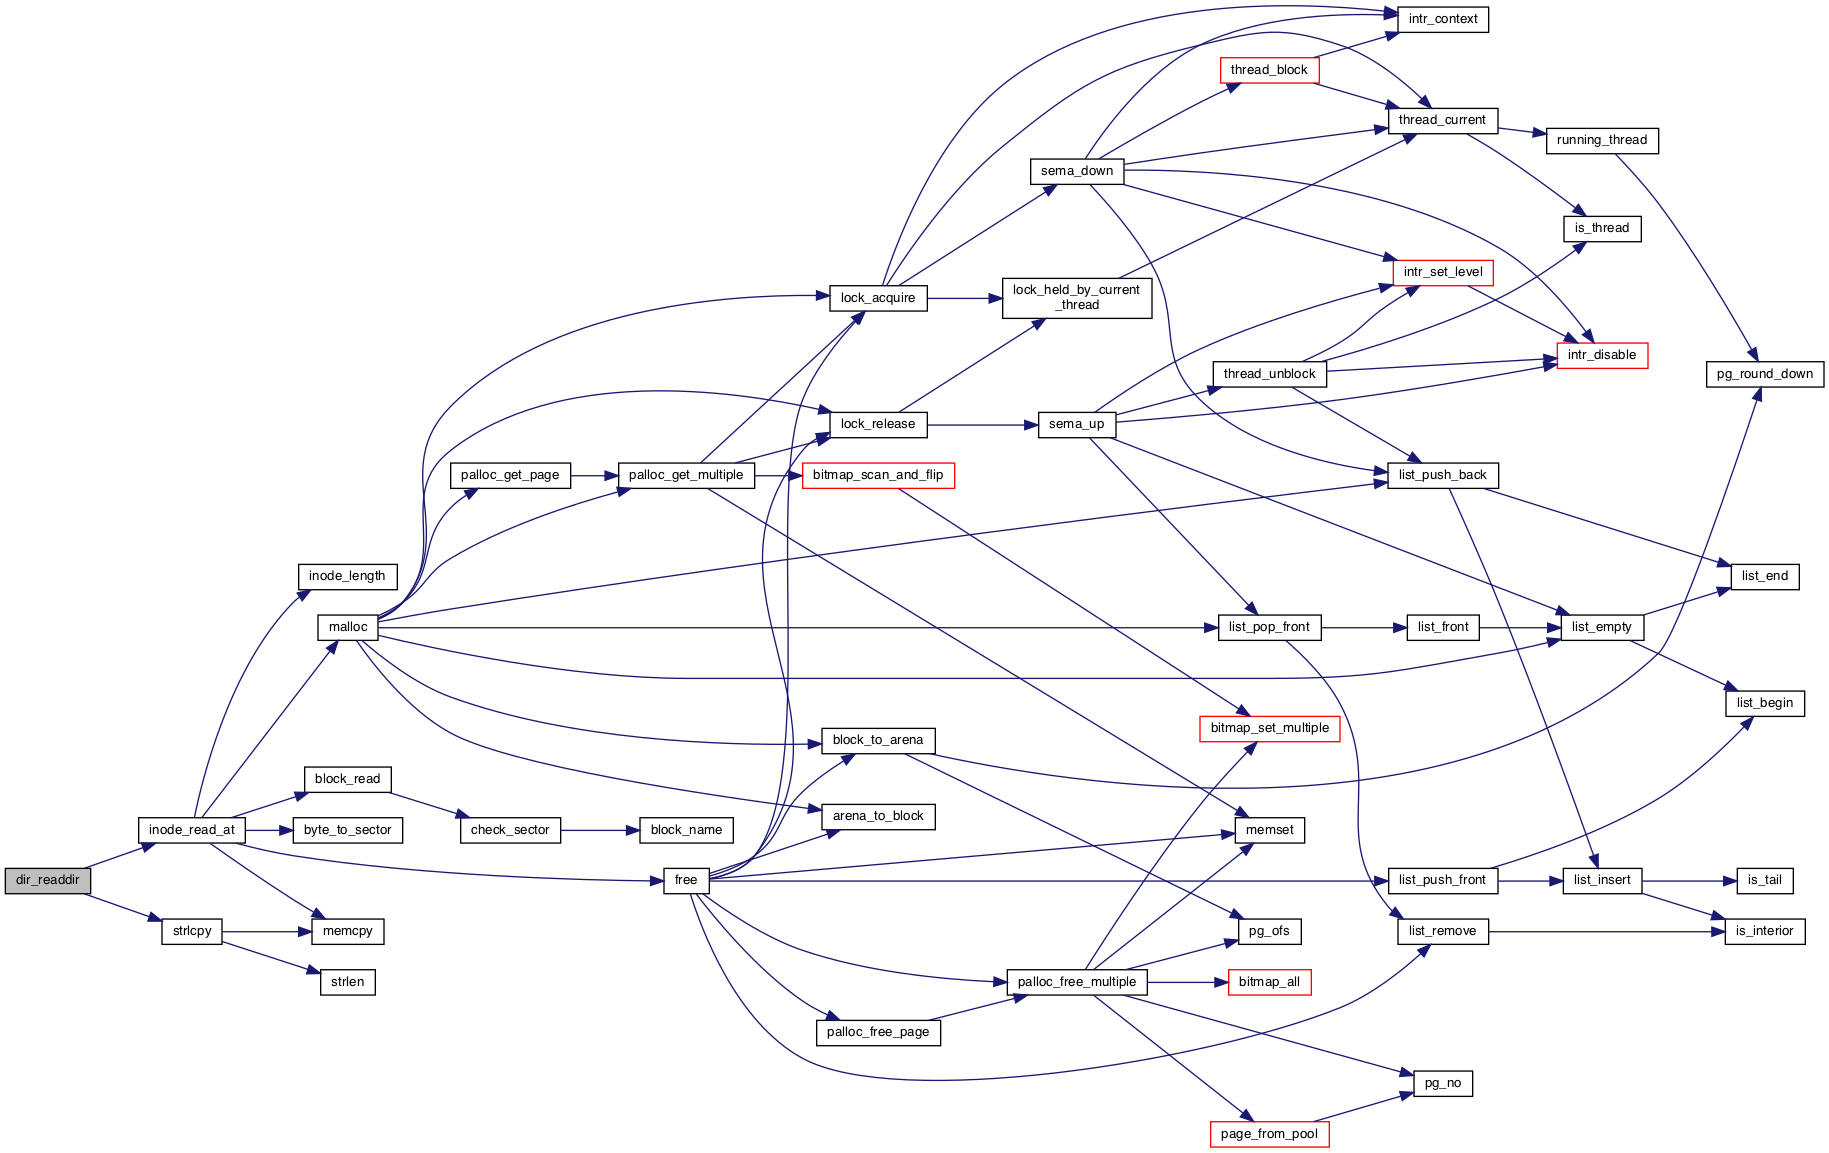 intr_context
thread_block
thread_current
running_thread
sema_down
is_thread
intr_set_level
lock_held_by_current
_thread
lock_acquire
intr_disable
thread_unblock
pg_round_down
lock_release
sema_up
palloc_get_page
palloc_get_multiple
bitmap_scan_and_flip
list_push_back
inode_length
list_end
malloc
list_pop_front
list_front
list_empty
list_begin
bitmap_set_multiple
block_to_arena
block_read
arena_to_block
inode_read_at
byte_to_sector
check_sector
block_name
memset
dir_readdir
free
list_push_front
list_insert
is_tail
strlcpy
memcpy
pg_ofs
list_remove
is_interior
strlen
palloc_free_multiple
bitmap_all
palloc_free_page
pg_no
page_from_pool